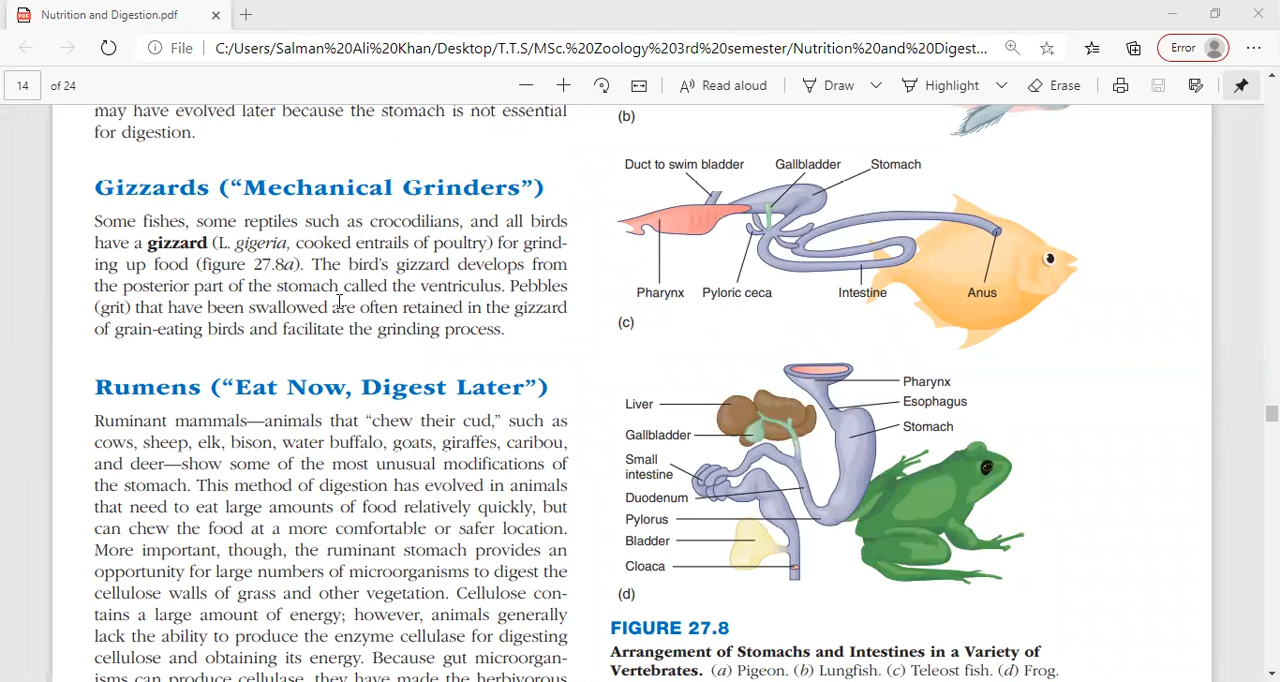 Nutrition and Digestion.pdf
File
C:/Users/Salman%20Ali%20Khan/Desktop/T.T.S/MSc.%20Zoology%203rd%20semester/Nutrition%20and%20Digest...
Error
14
of 24
Read aloud
Draw
Highlight
Erase
may have evolved later because the stomach is not essential
for digestion.
Gizzards (“Mechanical Grinders”)
Some fishes, some reptiles such as crocodilians, and all birds
have a gizzard (L. gigeria, cooked entrails of poultry) for grind-
ing up food (figure 27.8a). The bird’s gizzard develops from
the posterior part of the stomach called the ventriculus. Pebbles
(grit) that have been swallowed are often retained in the gizzard
of grain-eating birds and facilitate the grinding process.
Rumens (“Eat Now, Digest Later”)
Ruminant mammals—animals that “chew their cud,” such as
cows, sheep, elk, bison, water buffalo, goats, giraffes, caribou,
and deer—show some of the most unusual modifications of
the stomach. This method of digestion has evolved in animals
that need to eat large amounts of food relatively quickly, but
can chew the food at a more comfortable or safer location.
More important, though, the ruminant stomach provides an
opportunity for large numbers of microorganisms to digest the
cellulose walls of grass and other vegetation. Cellulose con-
tains a large amount of energy; however, animals generally
lack the ability to produce the enzyme cellulase for digesting
cellulose and obtaining its energy. Because gut microorgan-
isms can produce cellulase, they have made the herbivorous
(b)
Duct to swim bladder
Gallbladder
Stomach
Pharynx
Pyloric ceca
Intestine
Anus
(c)
Pharynx
Esophagus
Stomach
Liver
Gallbladder
Small
intestine
Duodenum
Pylorus
Bladder
Cloaca
(d)
FIGURE 27.8
Arrangement of Stomachs and Intestines in a Variety of
Vertebrates. (a) Pigeon. (b) Lungfish. (c) Teleost fish. (d) Frog.